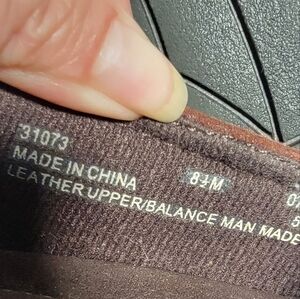 31073
MADE IN CHINA 8½M
LEATHER UPPER/BALANCE MAN MADE